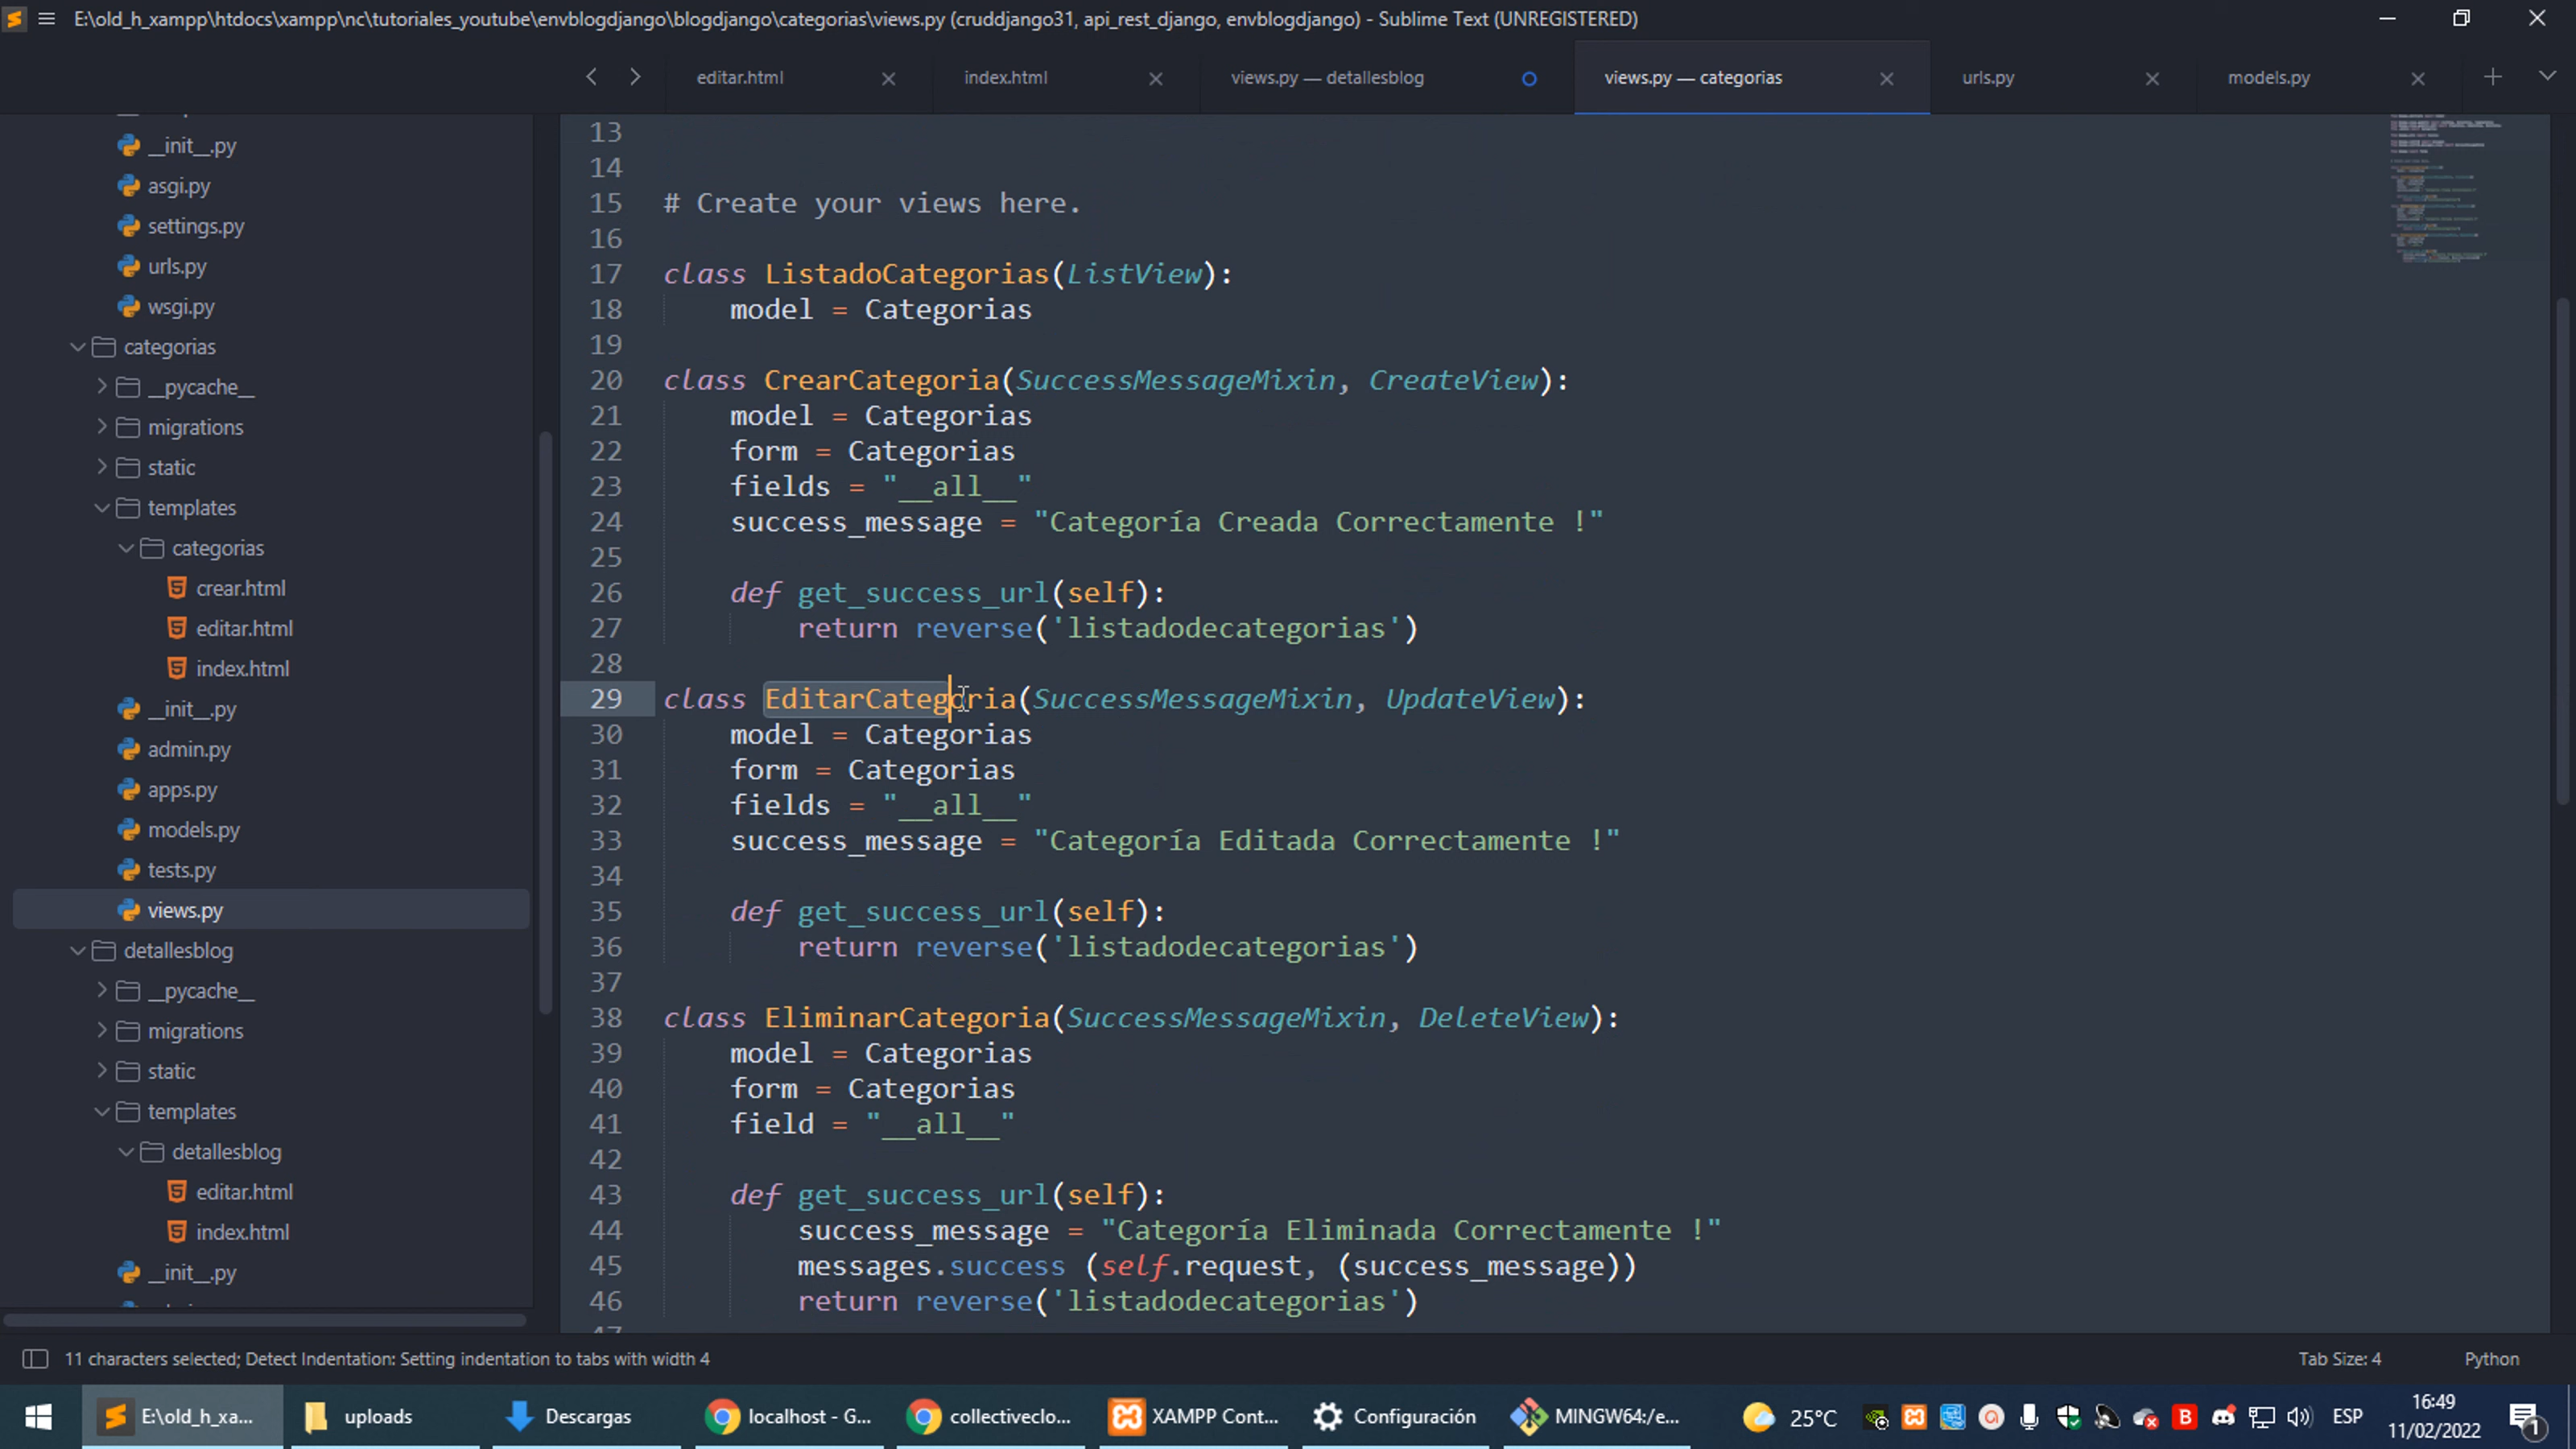 E:\old_h_xampp\htdocs\xampp\nc\tutoriales_youtube\envblogdjango\blogdjango\categorias\views.py (cruddjango31, api_rest_django, envblogdjango) - Sublime Text (UNREGISTERED)
editar.html
index.html
views.py — detallesblog
views.py — categorias
urls.py
models.py
__init__.py
asgi.py
settings.py
urls.py
wsgi.py
categorias
__pycache__
migrations
static
templates
categorias
crear.html
editar.html
index.html
__init__.py
admin.py
apps.py
models.py
tests.py
views.py
detallesblog
__pycache__
migrations
static
templates
detallesblog
editar.html
index.html
__init__.py
13
14
15 # Create your views here.
16
17 class ListadoCategorias(ListView):
18 model = Categorias
19
20 class CrearCategoria(SuccessMessageMixin, CreateView):
21 model = Categorias
22 form = Categorias
23 fields = "__all__"
24 success_message = "Categoría Creada Correctamente !"
25
26 def get_success_url(self):
27 return reverse('listadodecategorias')
28
29 class EditarCategoria(SuccessMessageMixin, UpdateView):
30 model = Categorias
31 form = Categorias
32 fields = "__all__"
33 success_message = "Categoría Editada Correctamente !"
34
35 def get_success_url(self):
36 return reverse('listadodecategorias')
37
38 class EliminarCategoria(SuccessMessageMixin, DeleteView):
39 model = Categorias
40 form = Categorias
41 field = "__all__"
42
43 def get_success_url(self):
44 success_message = "Categoría Eliminada Correctamente !"
45 messages.success (self.request, (success_message))
46 return reverse('listadodecategorias')
11 characters selected; Detect Indentation: Setting indentation to tabs with width 4
Tab Size: 4
Python
E:\old_h_xa...
uploads
Descargas
localhost - G...
collectiveclo...
XAMPP Cont...
Configuración
MINGW64:/e...
25°C
ESP
16:49
11/02/2022
1